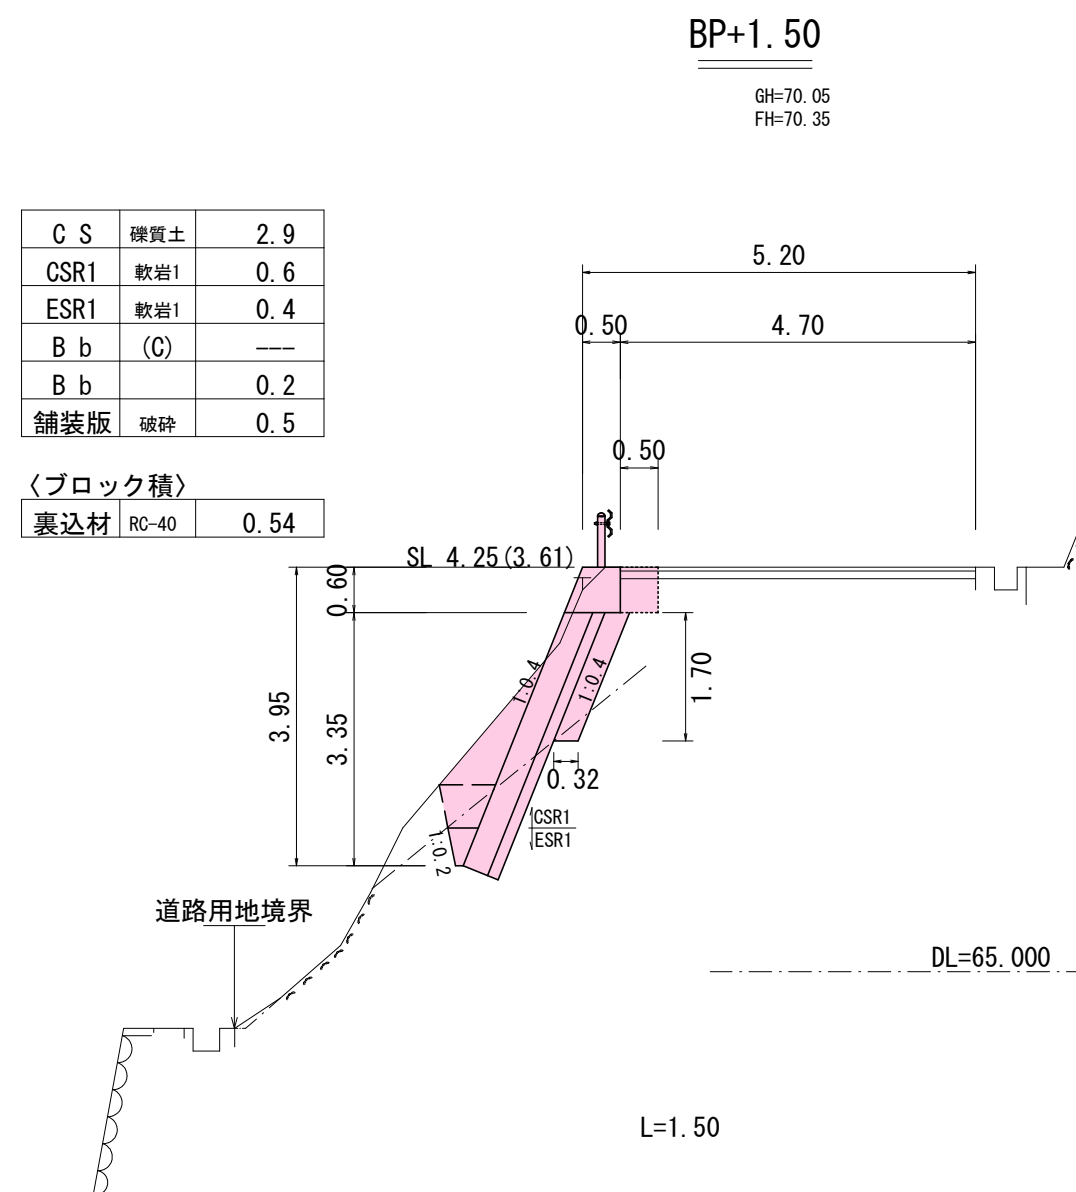 BP+1.50
GH=70.05
FH=70.35
C S 礫質土 2.9
CSR1 軟岩1 0.6
ESR1 軟岩1 0.4
B b (C) ---
B b 0.2
舗装版 破砕 0.5
〈ブロック積〉
裏込材 RC-40 0.54
5.20
0.50 4.70
0.50
SL 4.25(3.61)
0.60
3.95
3.35
1:0.4
1:0.4
1.70
0.32
CSR1
ESR1
1:0.2
道路用地境界
DL=65.000
L=1.50